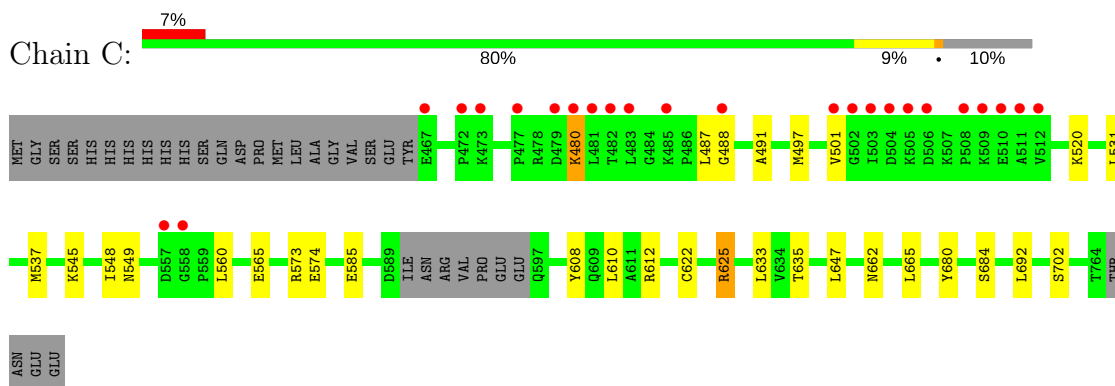 7%
Chain C:
80% 9% • 10%
MET GLY SER SER HIS HIS HIS HIS HIS HIS SER GLN ASP PRO MET LEU ALA GLY VAL SER GLU TYR E467 P472 K473 P477 R478 D479 K480 L481 T482 L483 G484 K485 P486 L487 G488 A491 M497 V501 G502 I503 D504 K505 D506 K507 P508 K509 E510 A511 V512 K520 L531
M537 K545 I548 N549 D557 G558 P559 L560 E565 R573 E574 E585 D589 ILE ASN ARG VAL PRO GLU GLU Q597 Y608 Q609 L610 A611 R612 C622 R625 L633 V634 T635 L647 N662 L665 Y680 S684 L692 S702 T764 THR
ASN GLU GLU